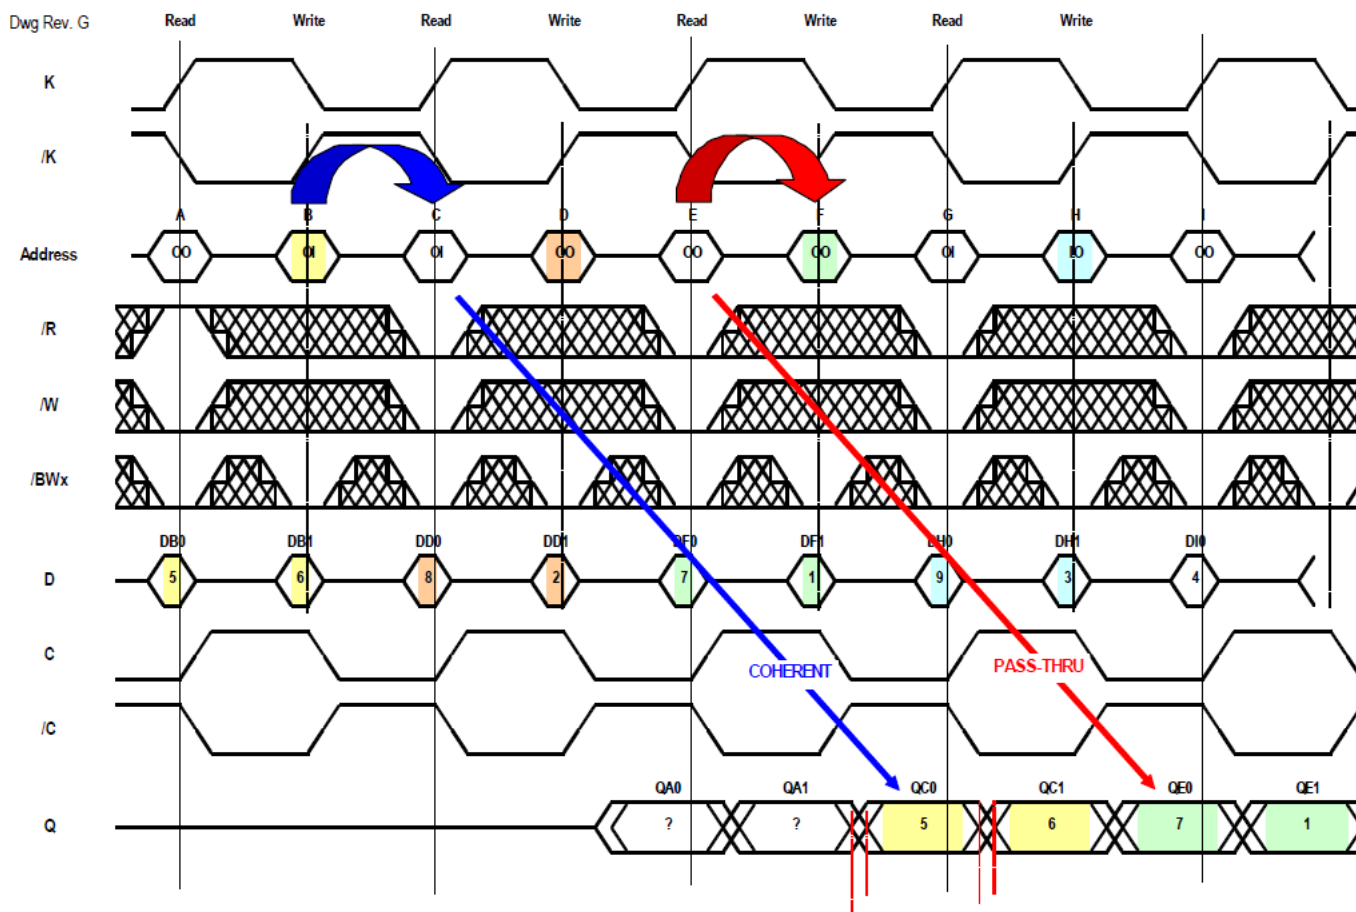 Dwg Rev. G Read Write Read Write Read Write Read Write
K
/K
A B C D E F G H I
Address OO OI OI OO OO OO OI IO OO
/R
/W
/BWx
DB0 DB1 DD0 DD1 DF0 DF1 DH0 DH1 DI0
D 5 6 8 2 7 1 9 3 4
C
COHERENT PASS-THRU
/C
QA0 QA1 QC0 QC1 QE0 QE1
Q ? ? 5 6 7 1